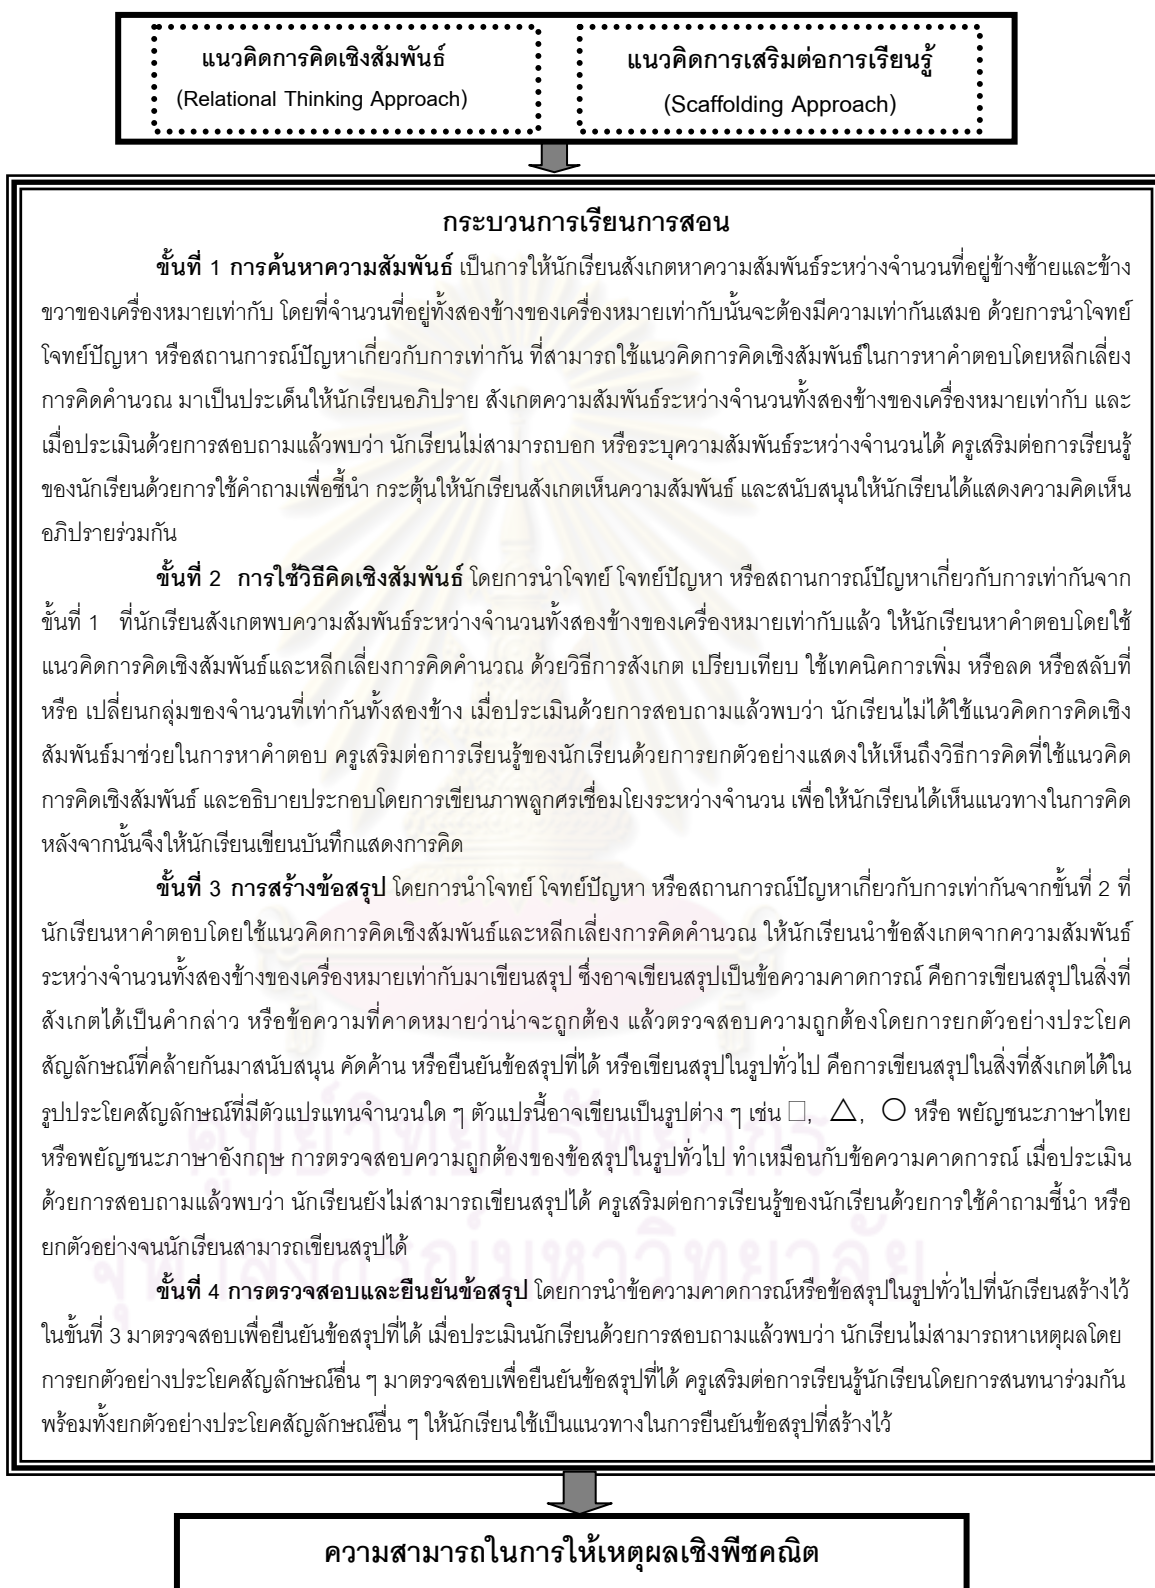 แนวคิดการคิดเชิงสัมพันธ์
(Relational Thinking Approach)
แนวคิดการเสริมต่อการเรียนรู้
(Scaffolding Approach)
กระบวนการเรียนการสอน
ขั้นที่ 1 การค้นหาความสัมพันธ์ เป็นการให้นักเรียนสังเกตหาความสัมพันธ์ระหว่างจำนวนที่อยู่ข้างซ้ายและข้าง
ขวาของเครื่องหมายเท่ากับ โดยที่จำนวนที่อยู่ทั้งสองข้างของเครื่องหมายเท่ากับนั้นจะต้องมีความเท่ากันเสมอ ด้วยการนำโจทย์
โจทย์ปัญหา หรือสถานการณ์ปัญหาเกี่ยวกับการเท่ากัน ที่สามารถใช้แนวคิดการคิดเชิงสัมพันธ์ในการหาคำตอบโดยหลีกเลี่ยง
การคิดคำนวณ มาเป็นประเด็นให้นักเรียนอภิปราย สังเกตความสัมพันธ์ระหว่างจำนวนทั้งสองข้างของเครื่องหมายเท่ากับ และ
เมื่อประเมินด้วยการสอบถามแล้วพบว่า นักเรียนไม่สามารถบอก หรือระบุความสัมพันธ์ระหว่างจำนวนได้ ครูเสริมต่อการเรียนรู้
ของนักเรียนด้วยการใช้คำถามเพื่อชี้นำ กระตุ้นให้นักเรียนสังเกตเห็นความสัมพันธ์ และสนับสนุนให้นักเรียนได้แสดงความคิดเห็น
อภิปรายร่วมกัน
ขั้นที่ 2 การใช้วิธีคิดเชิงสัมพันธ์ โดยการนำโจทย์ โจทย์ปัญหา หรือสถานการณ์ปัญหาเกี่ยวกับการเท่ากันจาก
ขั้นที่ 1 ที่นักเรียนสังเกตพบความสัมพันธ์ระหว่างจำนวนทั้งสองข้างของเครื่องหมายเท่ากับแล้ว ให้นักเรียนหาคำตอบโดยใช้
แนวคิดการคิดเชิงสัมพันธ์และหลีกเลี่ยงการคิดคำนวณ ด้วยวิธีการสังเกต เปรียบเทียบ ใช้เทคนิคการเพิ่ม หรือลด หรือสลับที่
หรือ เปลี่ยนกลุ่มของจำนวนที่เท่ากันทั้งสองข้าง เมื่อประเมินด้วยการสอบถามแล้วพบว่า นักเรียนไม่ได้ใช้แนวคิดการคิดเชิง
สัมพันธ์มาช่วยในการหาคำตอบ ครูเสริมต่อการเรียนรู้ของนักเรียนด้วยการยกตัวอย่างแสดงให้เห็นถึงวิธีการคิดที่ใช้แนวคิด
การคิดเชิงสัมพันธ์ และอธิบายประกอบโดยการเขียนภาพลูกศรเชื่อมโยงระหว่างจำนวน เพื่อให้นักเรียนได้เห็นแนวทางในการคิด
หลังจากนั้นจึงให้นักเรียนเขียนบันทึกแสดงการคิด
ขั้นที่ 3 การสร้างข้อสรุป โดยการนำโจทย์ โจทย์ปัญหา หรือสถานการณ์ปัญหาเกี่ยวกับการเท่ากันจากขั้นที่ 2 ที่
นักเรียนหาคำตอบโดยใช้แนวคิดการคิดเชิงสัมพันธ์และหลีกเลี่ยงการคิดคำนวณ ให้นักเรียนนำข้อสังเกตจากความสัมพันธ์
ระหว่างจำนวนทั้งสองข้างของเครื่องหมายเท่ากับมาเขียนสรุป ซึ่งอาจเขียนสรุปเป็นข้อความคาดการณ์ คือการเขียนสรุปในสิ่งที่
สังเกตได้เป็นคำกล่าว หรือข้อความที่คาดหมายว่าน่าจะถูกต้อง แล้วตรวจสอบความถูกต้องโดยการยกตัวอย่างประโยค
สัญลักษณ์ที่คล้ายกันมาสนับสนุน คัดค้าน หรือยืนยันข้อสรุปที่ได้ หรือเขียนสรุปในรูปทั่วไป คือการเขียนสรุปในสิ่งที่สังเกตได้ใน
รูปประโยคสัญลักษณ์ที่มีตัวแปรแทนจำนวนใด ๆ ตัวแปรนี้อาจเขียนเป็นรูปต่าง ๆ เช่น □, △, ○ หรือ พยัญชนะภาษาไทย
หรือพยัญชนะภาษาอังกฤษ การตรวจสอบความถูกต้องของข้อสรุปในรูปทั่วไป ทำเหมือนกับข้อความคาดการณ์ เมื่อประเมิน
ด้วยการสอบถามแล้วพบว่า นักเรียนยังไม่สามารถเขียนสรุปได้ ครูเสริมต่อการเรียนรู้ของนักเรียนด้วยการใช้คำถามชี้นำ หรือ
ยกตัวอย่างจนนักเรียนสามารถเขียนสรุปได้
ขั้นที่ 4 การตรวจสอบและยืนยันข้อสรุป โดยการนำข้อความคาดการณ์หรือข้อสรุปในรูปทั่วไปที่นักเรียนสร้างไว้
ในขั้นที่ 3 มาตรวจสอบเพื่อยืนยันข้อสรุปที่ได้ เมื่อประเมินนักเรียนด้วยการสอบถามแล้วพบว่า นักเรียนไม่สามารถหาเหตุผลโดย
การยกตัวอย่างประโยคสัญลักษณ์อื่น ๆ มาตรวจสอบเพื่อยืนยันข้อสรุปที่ได้ ครูเสริมต่อการเรียนรู้นักเรียนโดยการสนทนาร่วมกัน
พร้อมทั้งยกตัวอย่างประโยคสัญลักษณ์อื่น ๆ ให้นักเรียนใช้เป็นแนวทางในการยืนยันข้อสรุปที่สร้างไว้
ศูนย์วิทยทรัพยากร
จุฬาลงกรณ์มหาวิทยาลัย
ความสามารถในการให้เหตุผลเชิงพีชคณิต